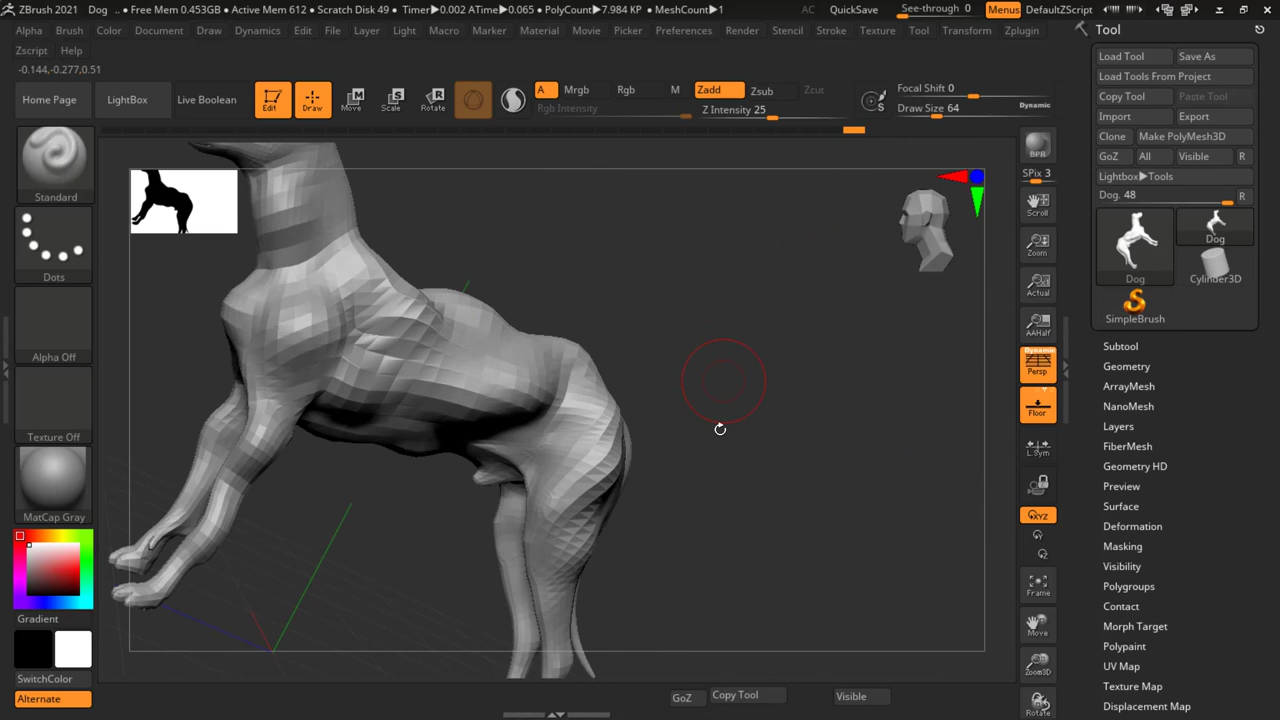 ZBrush 2021 Dog .. ● Free Mem 0.453GB ● Active Mem 612 ● Scratch Disk 49 ● Timer▶0.002 ATime▶0.065 ● PolyCount▶7.984 KP ● MeshCount▶1 AC QuickSave See-through 0 Menus DefaultZScript
Alpha Brush Color Document Draw Dynamics Edit File Layer Light Macro Marker Material Movie Picker Preferences Render Stencil Stroke Texture Tool Transform Zplugin
Zscript Help
-0.144,-0.277,0.51
Home Page LightBox Live Boolean Edit Draw Move Scale Rotate
A Mrgb Rgb M Zadd Zsub Zcut Focal Shift 0
Rgb Intensity Z Intensity 25 Draw Size 64 Dynamic
Standard
Dots
Alpha Off
Texture Off
MatCap Gray
Gradient
SwitchColor
Alternate
BPR
SPix 3
Scroll
Zoom
Actual
AAHalf
Dynamic
Persp
Floor
L.Sym
XYZ
Y
Z
Frame
Move
Zoom3D
Rotate
GoZ Copy Tool Visible
Tool
Load Tool Save As
Load Tools From Project
Copy Tool Paste Tool
Import Export
Clone Make PolyMesh3D
GoZ All Visible R
Lightbox▶Tools
Dog. 48 R
Dog Dog
Cylinder3D
SimpleBrush
Subtool
Geometry
ArrayMesh
NanoMesh
Layers
FiberMesh
Geometry HD
Preview
Surface
Deformation
Masking
Visibility
Polygroups
Contact
Morph Target
Polypaint
UV Map
Texture Map
Displacement Map